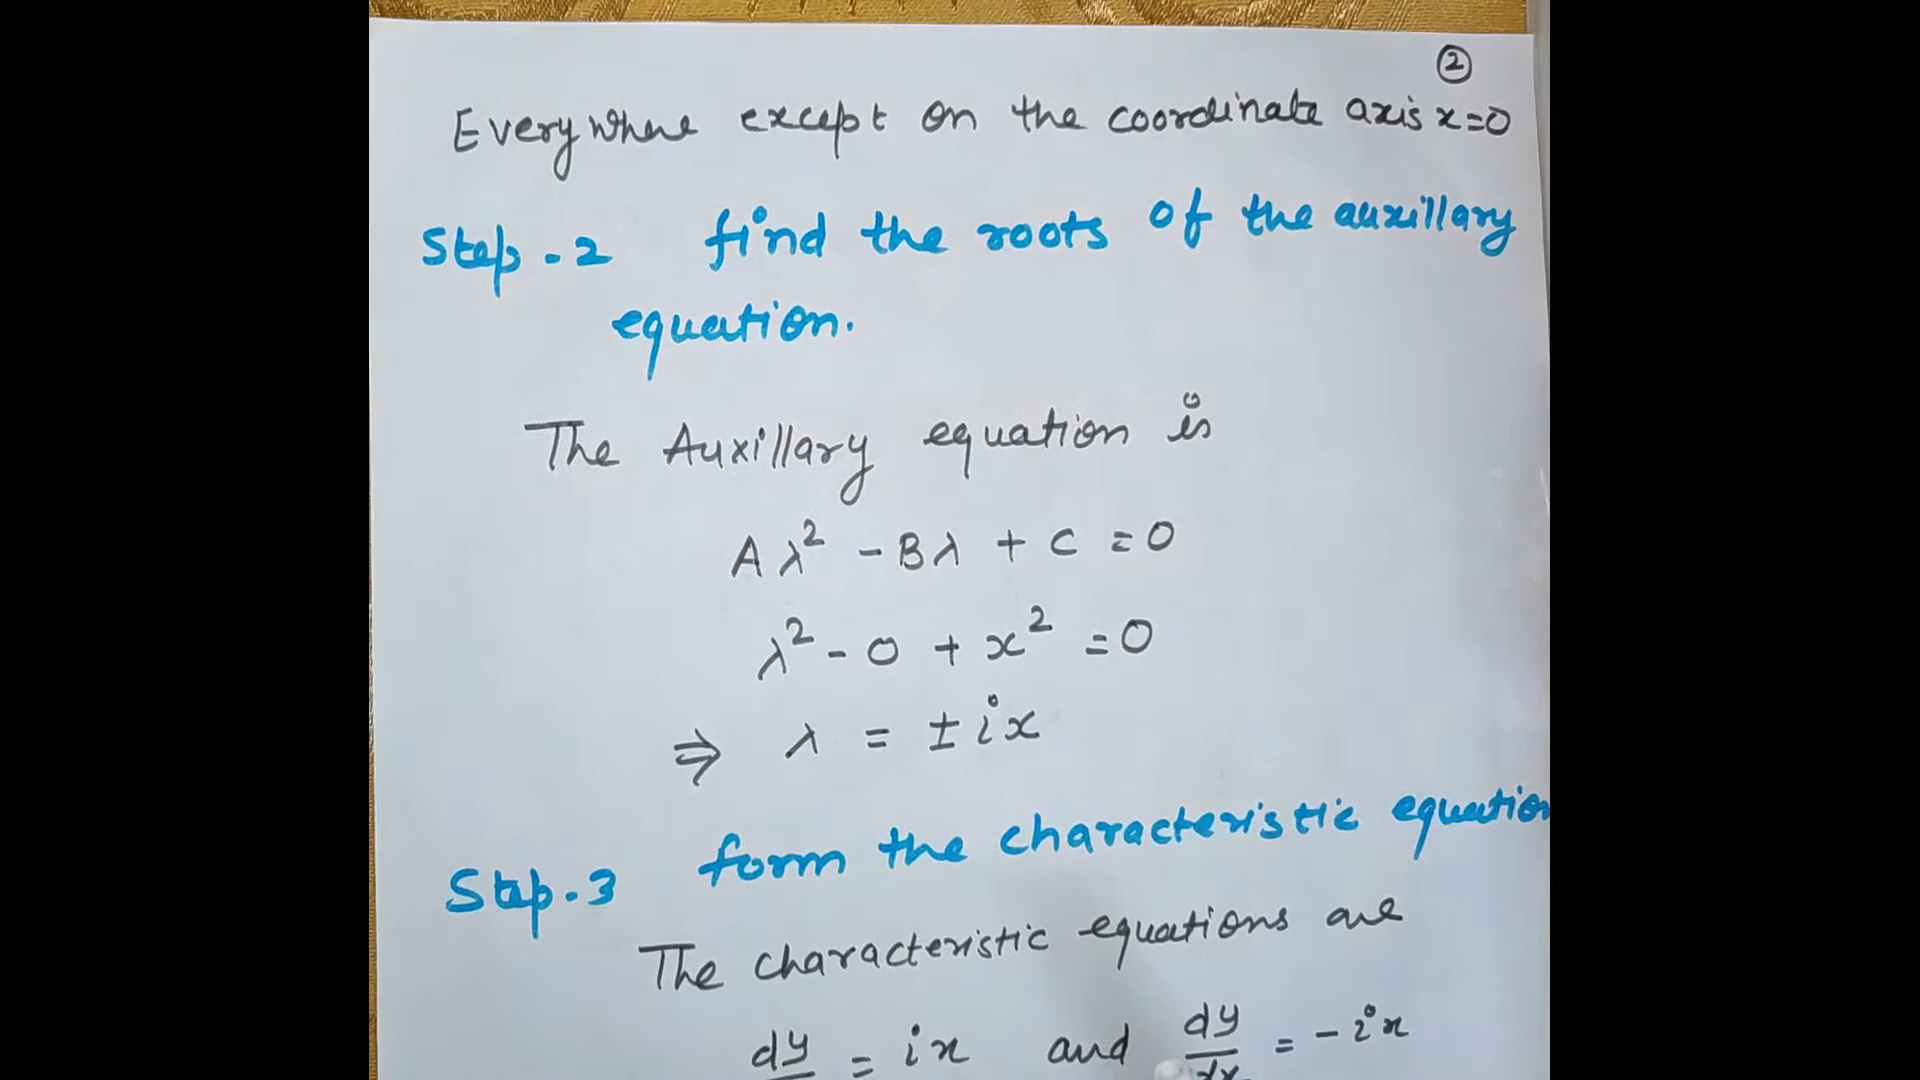 ②
Everywhere except on the coordinate axis x=0
Step-2 find the roots of the auxillary
equation.
The Auxillary equation is
Aλ² - Bλ + C = 0
λ² - 0 + x² = 0
⇒ λ = ± ix
Step.3 form the characteristic equation
The characteristic equations are
dy = ix and dy/dx = -ix